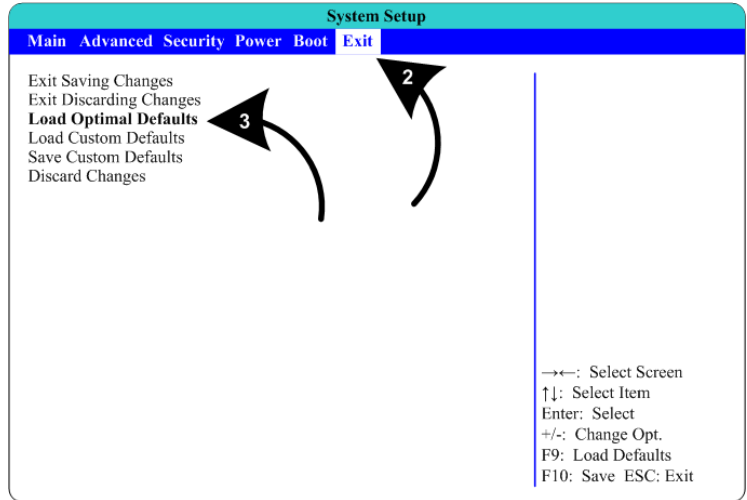 System Setup
Main Advanced Security Power Boot Exit
2
Exit Saving Changes
Exit Discarding Changes
Load Optimal Defaults
3
Load Custom Defaults
Save Custom Defaults
Discard Changes
→←: Select Screen
↑↓: Select Item
Enter: Select
+/-: Change Opt.
F9: Load Defaults
F10: Save ESC: Exit